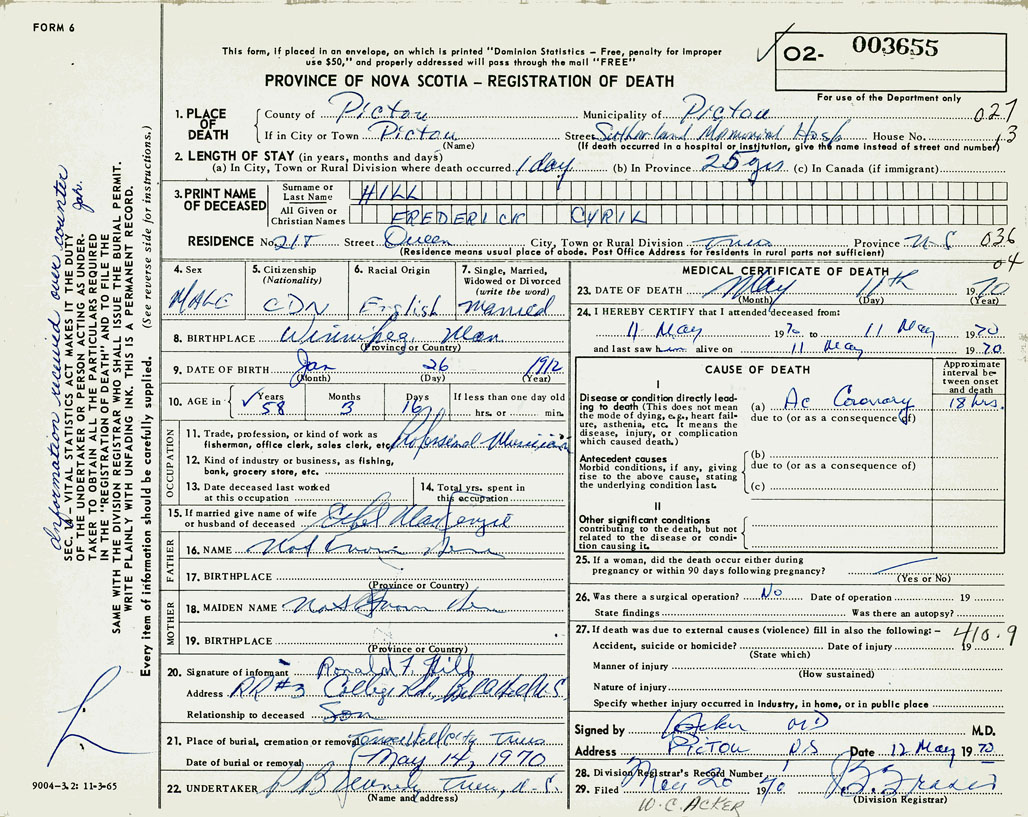 FORM 6
This form, if placed in an envelope, on which is printed "Dominion Statistics – Free, penalty for improper
use $50," and properly addressed will pass through the mail "FREE"
PROVINCE OF NOVA SCOTIA – REGISTRATION OF DEATH
02- 003655
For use of the Department only
1. PLACE OF DEATH
County of Pictou Municipality of Pictou 027
If in City or Town Pictou Street Sutherland Memorial Hosp House No. 13
(Name) (If death occurred in a hospital or institution, give the name instead of street and number)
2. LENGTH OF STAY (in years, months and days)
(a) In City, Town or Rural Division where death occurred 1 day (b) In Province 25 yrs (c) In Canada (if immigrant)
3. PRINT NAME OF DECEASED
Surname or Last Name HILL
All Given or Christian Names FREDERICK CYRIL
RESIDENCE No. 217 Street Queen City, Town or Rural Division Truro Province N.S. 036
(Residence means usual place of abode. Post Office Address for residents in rural parts not sufficient) 04
4. Sex MALE
5. Citizenship (Nationality) CDN
6. Racial Origin English
7. Single, Married, Widowed or Divorced (write the word) Married
8. BIRTHPLACE Winnipeg, Man
(Province or Country)
9. DATE OF BIRTH Jan 26 1912
(Month) (Day) (Year)
10. AGE in Years 58 Months 3 Days 16 If less than one day old hrs. or min.
OCCUPATION
11. Trade, profession, or kind of work as
fisherman, office clerk, sales clerk, etc. Musician
12. Kind of industry or business, as fishing,
bank, grocery store, etc.
13. Date deceased last worked
at this occupation
14. Total yrs. spent in
this occupation
15. If married give name of wife
or husband of deceased Ethel MacKenzie
FATHER
16. NAME Not Known Here
17. BIRTHPLACE
(Province or Country)
MOTHER
18. MAIDEN NAME Not Known Here
19. BIRTHPLACE
(Province or Country)
20. Signature of informant Ronald F. Hill
Address RR #3 College Rd. N.S.
Relationship to deceased Son
21. Place of burial, cremation or removal Truro
Date of burial or removal May 14, 1970
22. UNDERTAKER Truro, N.S.
(Name and address)
MEDICAL CERTIFICATE OF DEATH
23. DATE OF DEATH May 11th 1970
(Month) (Day) (Year)
24. I HEREBY CERTIFY that I attended deceased from:
11 May 1970 to 11 May 1970
and last saw him alive on 11 May 1970
CAUSE OF DEATH
Approximate interval between onset and death
I
Disease or condition directly lead-
ing to death (This does not mean
the mode of dying, e.g., heart fail-
ure, asthenia, etc. It means the
disease, injury, or complication
which caused death.)
(a) Ac Coronary 18 hrs.
due to (or as a consequence of)
Antecedent causes
Morbid conditions, if any, giving
rise to the above cause, stating
the underlying condition last.
(b)
due to (or as a consequence of)
(c)
II
Other significant conditions
contributing to the death, but not
related to the disease or condi-
tion causing it.
25. If a woman, did the death occur either during
pregnancy or within 90 days following pregnancy?
(Yes or No)
26. Was there a surgical operation? No Date of operation 19
State findings Was there an autopsy?
27. If death was due to external causes (violence) fill in also the following: – 410.9
Accident, suicide or homicide? Date of injury 19
(State which)
Manner of injury
(How sustained)
Nature of injury
Specify whether injury occurred in industry, in home, or in public place
Signed by Acker MD M.D.
Address PICTOU N.S Date 12 May 1970
28. Division Registrar's Record Number
29. Filed May 20 1970
(Division Registrar)
W.C. ACKER
Information received over counter
Jah.
SEC. 14 – VITAL STATISTICS ACT MAKES IT THE DUTY
OF THE UNDERTAKER OR PERSON ACTING AS UNDER-
TAKER TO OBTAIN ALL THE PARTICULARS REQUIRED
IN THE "REGISTRATION OF DEATH" AND TO FILE THE
SAME WITH THE DIVISION REGISTRAR WHO SHALL ISSUE THE BURIAL PERMIT.
WRITE PLAINLY WITH UNFADING INK. THIS IS A PERMANENT RECORD.
Every item of information should be carefully supplied. (See reverse side for instructions.)
9004-3.2: 11-3-65